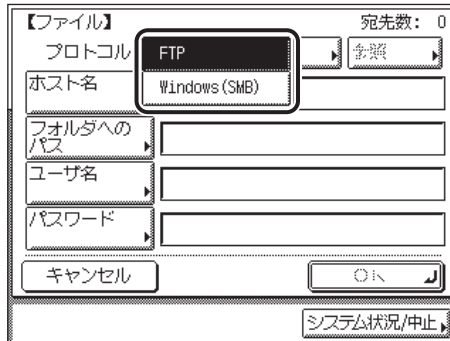 【ファイル】 宛先数: 0
プロトコル FTP 参照
Windows(SMB)
ホスト名
フォルダへの
パス
ユーザ名
パスワード
キャンセル OK
システム状況/中止